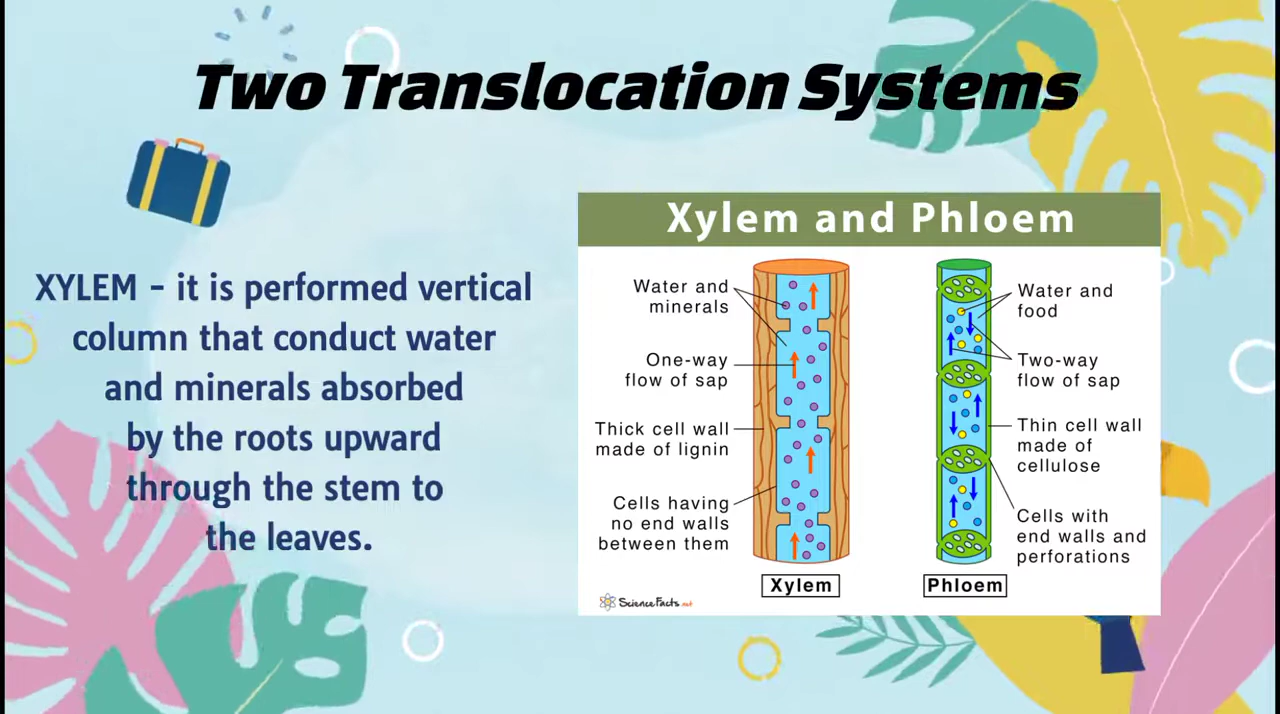 Two Translocation Systems
XYLEM - it is performed vertical
column that conduct water
and minerals absorbed
by the roots upward
through the stem to
the leaves.
Xylem and Phloem
Water and
minerals
One-way
flow of sap
Thick cell wall
made of lignin
Cells having
no end walls
between them
Xylem
Water and
food
Two-way
flow of sap
Thin cell wall
made of
cellulose
Cells with
end walls and
perforations
Phloem
ScienceFacts.net